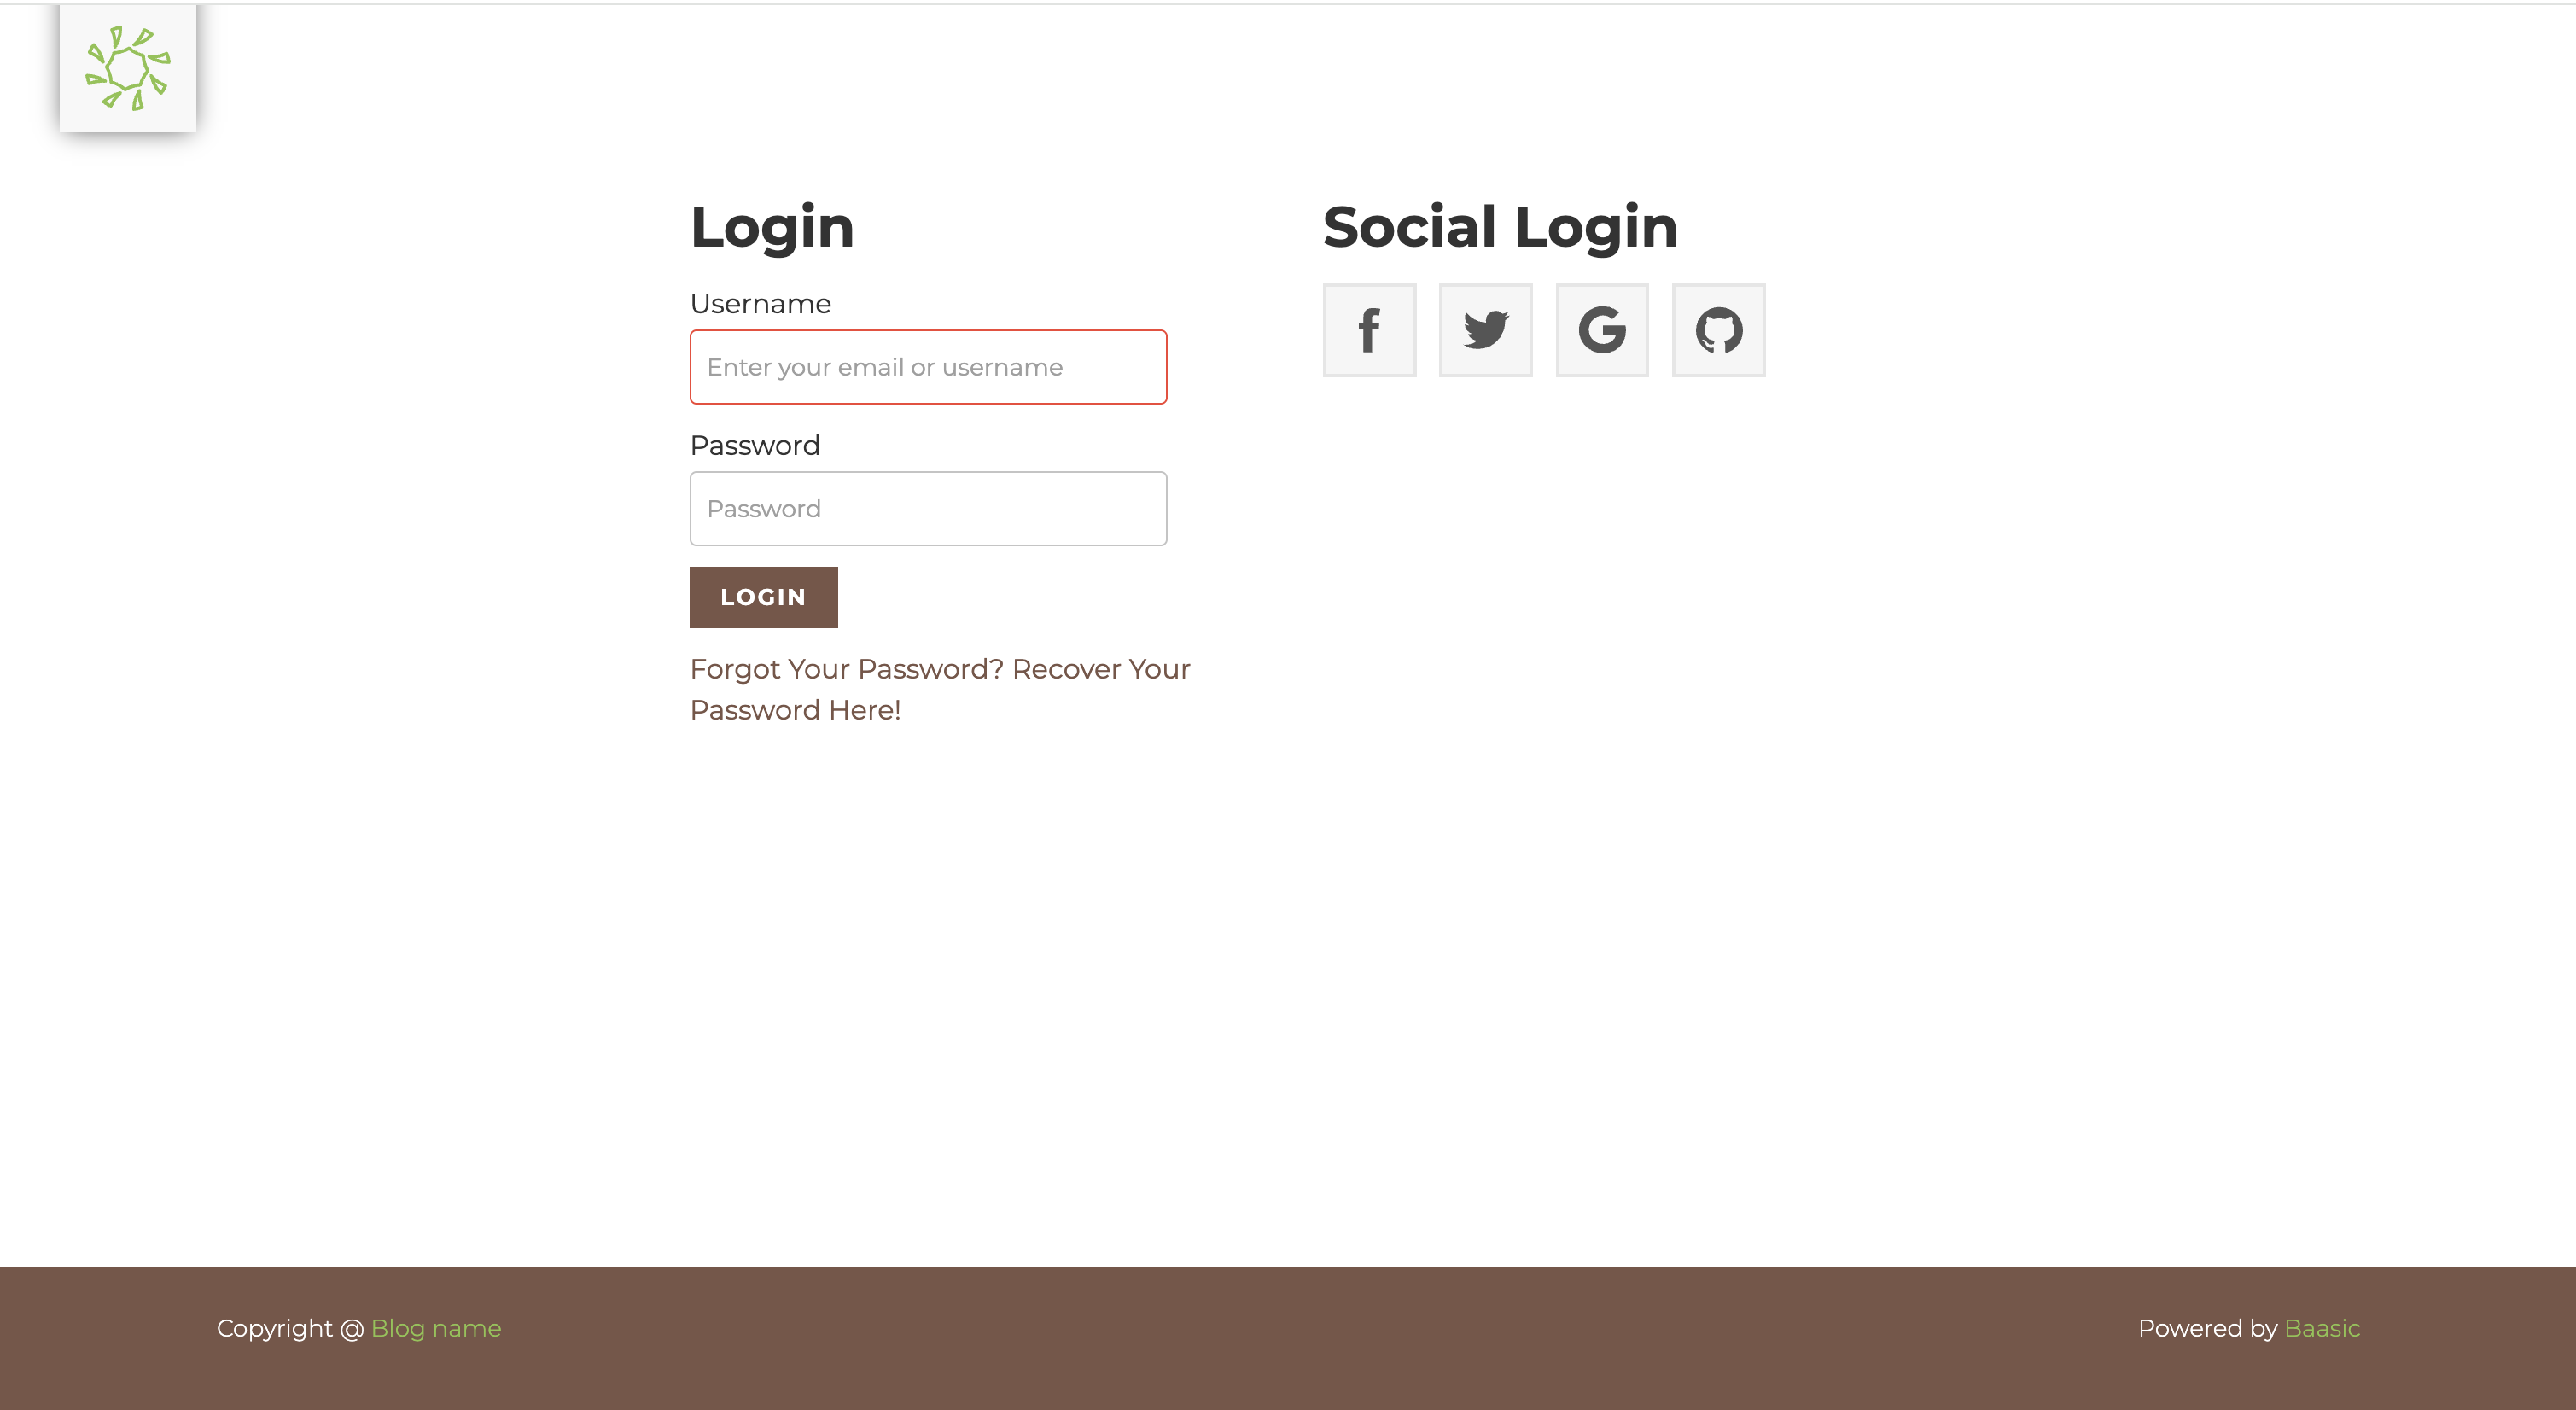 Login
Username
Enter your email or username
Password
Password
LOGIN
Forgot Your Password? Recover Your
Password Here!
Social Login
Copyright @ Blog name
Powered by Baasic